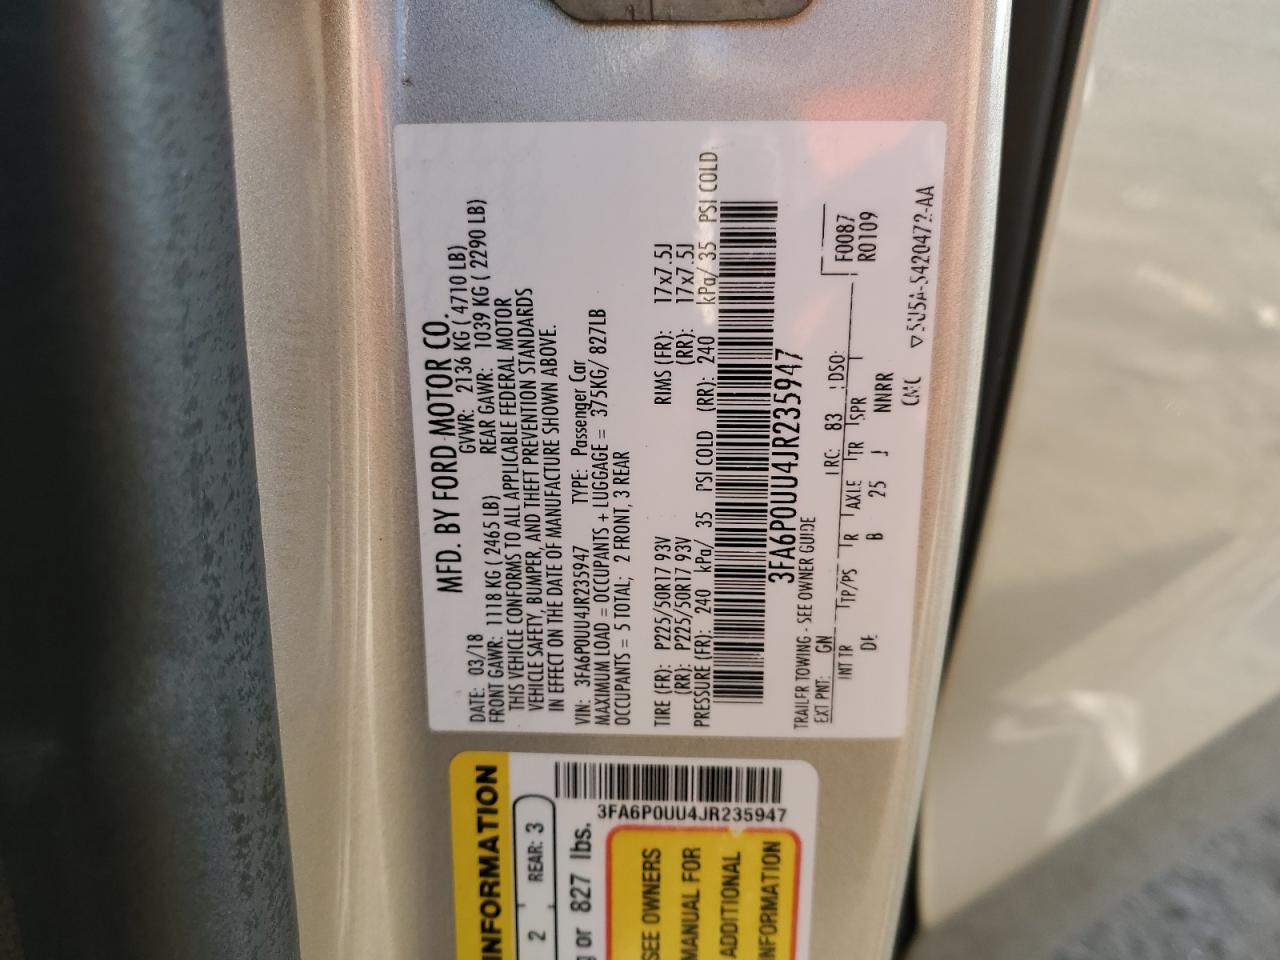 MFD. BY FORD MOTOR CO.
DATE: 03/18 GVWR: 2136 KG ( 4710 LB)
FRONT GAWR: 1118 KG ( 2465 LB) REAR GAWR: 1039 KG ( 2290 LB)
THIS VEHICLE CONFORMS TO ALL APPLICABLE FEDERAL MOTOR
VEHICLE SAFETY, BUMPER, AND THEFT PREVENTION STANDARDS
IN EFFECT ON THE DATE OF MANUFACTURE SHOWN ABOVE.
VIN: 3FA6P0UU4JR235947 TYPE: Passenger Car
MAXIMUM LOAD = OCCUPANTS + LUGGAGE = 375KG/ 827LB
OCCUPANTS = 5 TOTAL; 2 FRONT, 3 REAR
TIRE (FR): P225/50R17 93V RIMS (FR): 17x7.5J
(RR): P225/50R17 93V (RR): 17x7.5J
PRESSURE (FR): 240 kPa/ 35 PSI COLD (RR): 240 kPa/ 35 PSI COLD
3FA6P0UU4JR235947
TRAILER TOWING - SEE OWNER GUIDE
EXT PNT: GN RC: 83 DSO: F0087
INT TR TP/PS R AXLE TR SPR R0109
DE B 25 J NNRR
CMC
▽5U5A-5420472-AA
INFORMATION
2 REAR: 3
or 827 lbs.
3FA6P0UU4JR235947
SEE OWNERS
MANUAL FOR
ADDITIONAL
INFORMATION